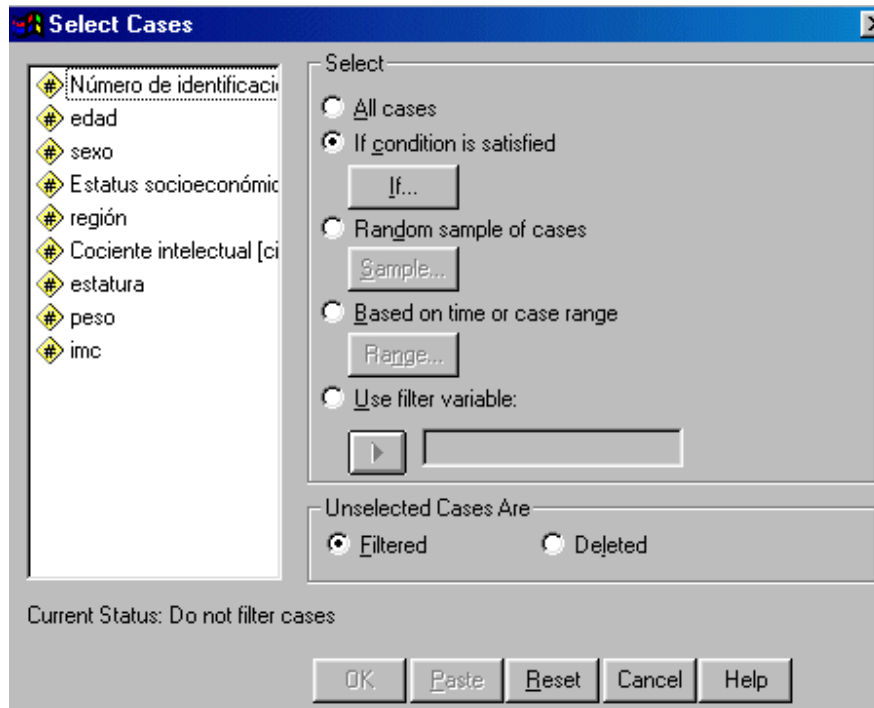 Select Cases
Número de identificaci
edad
sexo
Estatus socioeconómic
región
Cociente intelectual [ci
estatura
peso
imc
Select
All cases
If condition is satisfied
If...
Random sample of cases
Sample...
Based on time or case range
Range...
Use filter variable:
Unselected Cases Are
Filtered
Deleted
Current Status: Do not filter cases
OK
Paste
Reset
Cancel
Help